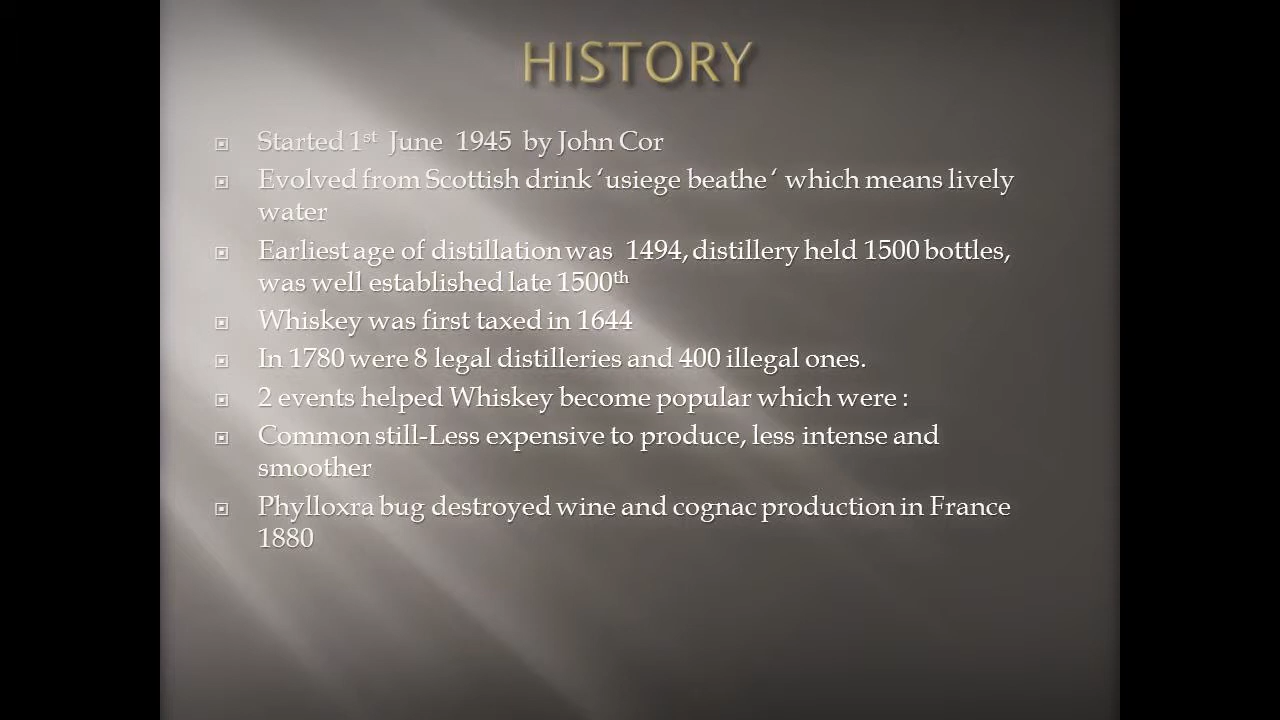 HISTORY
Started 1st June 1945 by John Cor
Evolved from Scottish drink ‘usiege beathe ‘ which means lively
water
Earliest age of distillation was 1494, distillery held 1500 bottles,
was well established late 1500th
Whiskey was first taxed in 1644
In 1780 were 8 legal distilleries and 400 illegal ones.
2 events helped Whiskey become popular which were :
Common still-Less expensive to produce, less intense and
smoother
Phylloxra bug destroyed wine and cognac production in France
1880